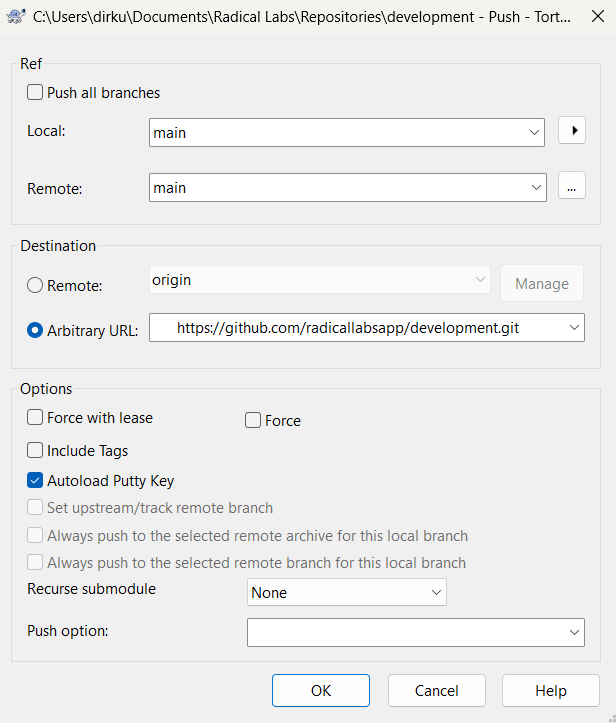 C:\Users\dirku\Documents\Radical Labs\Repositories\development - Push - Tort...
Ref
Push all branches
Local:
main
Remote:
main
...
Destination
Remote:
origin
Manage
Arbitrary URL:
https://github.com/radicallabsapp/development.git
Options
Force with lease
Force
Include Tags
Autoload Putty Key
Set upstream/track remote branch
Always push to the selected remote archive for this local branch
Always push to the selected remote branch for this local branch
Recurse submodule
None
Push option:
OK
Cancel
Help